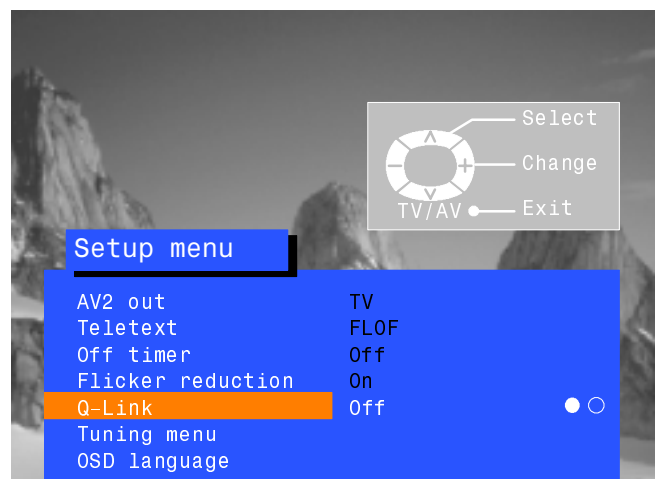 Select
Change
TV/AV Exit
Setup menu
AV2 out TV
Teletext FLOF
Off timer Off
Flicker reduction On
Q-Link Off
Tuning menu
OSD language